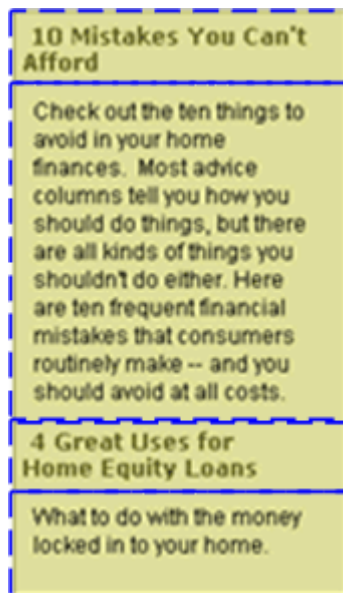 10 Mistakes You Can't
Afford
Check out the ten things to
avoid in your home
finances.  Most advice
columns tell you how you
should do things, but there
are all kinds of things you
shouldn't do either. Here
are ten frequent financial
mistakes that consumers
routinely make -- and you
should avoid at all costs.
4 Great Uses for
Home Equity Loans
What to do with the money
locked in to your home.